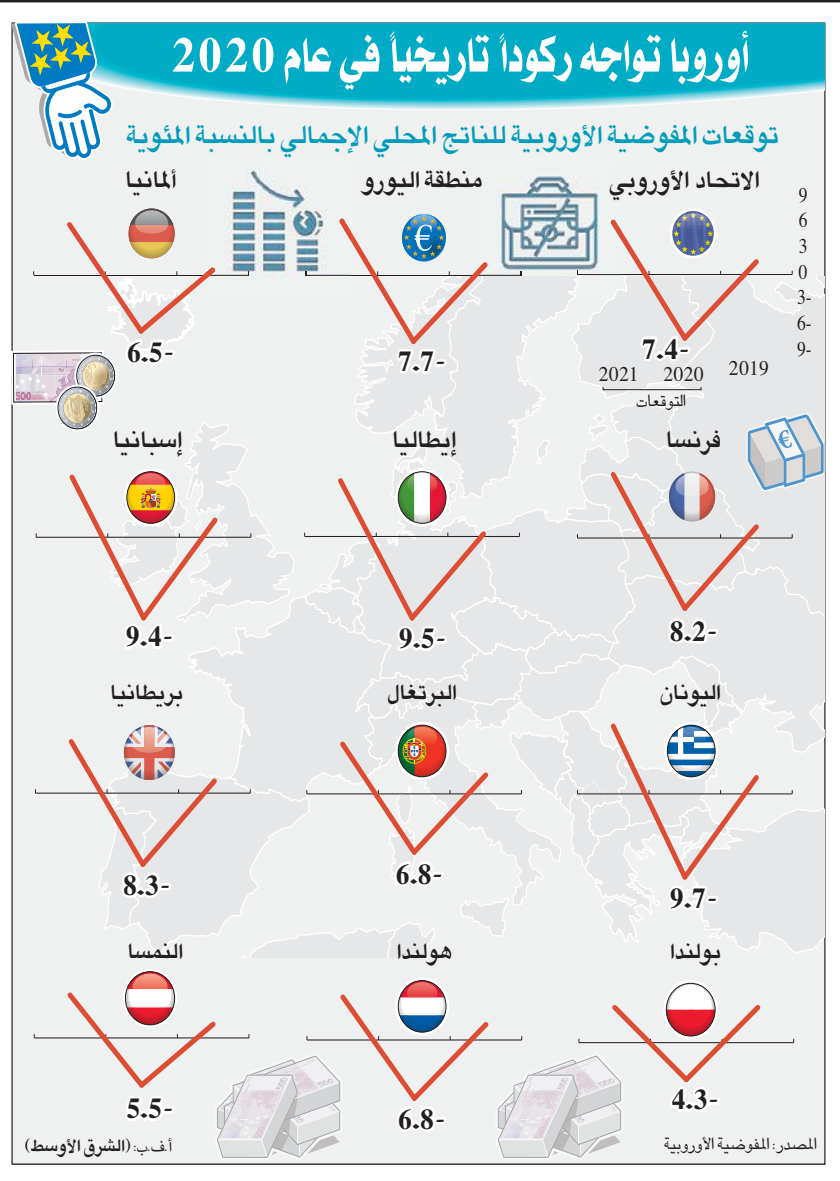 أوروبا تواجه ركوداً تاريخياً في عام 2020
توقعات المفوضية الأوروبية للناتج المحلي الإجمالي بالنسبة المئوية
الاتحاد الأوروبي
منطقة اليورو
ألمانيا
9
6
3
0
3-
6-
9-
7.4-
7.7-
6.5-
2019
2020
2021
التوقعات
500
فرنسا
إيطاليا
إسبانيا
€
€
8.2-
9.5-
9.4-
اليونان
البرتغال
بريطانيا
9.7-
6.8-
8.3-
بولندا
هولندا
النمسا
4.3-
6.8-
5.5-
المصدر: المفوضية الأوروبية
أ.ف.ب: (الشرق الأوسط)